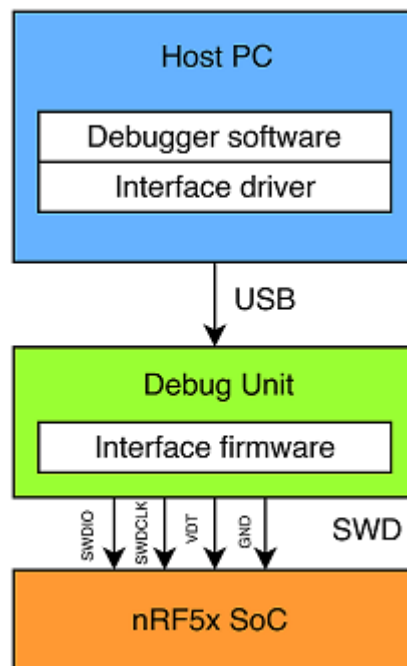 Host PC
Debugger software
Interface driver
USB
Debug Unit
Interface firmware
SWDIO
SWDCLK
VDT
GND
SWD
nRF5x SoC